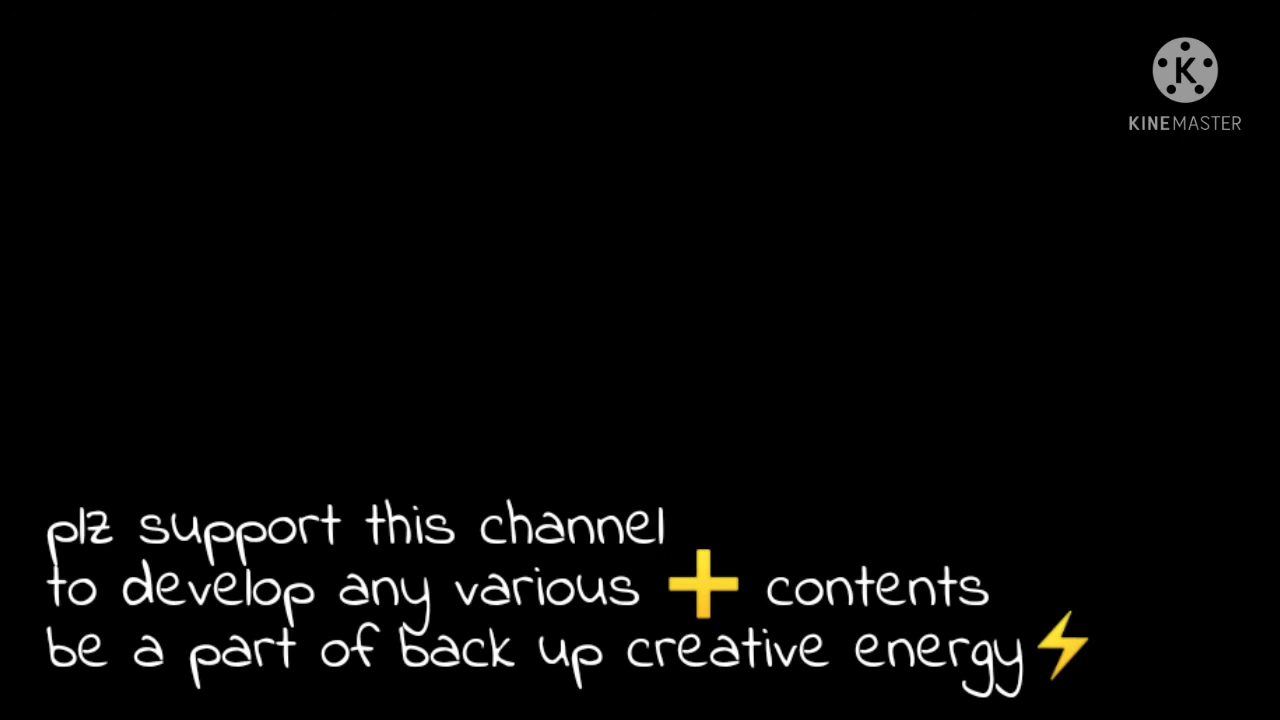 K
KINEMASTER
plz support this channel
to develop any various ➕ contents
be a part of back up creative energy⚡